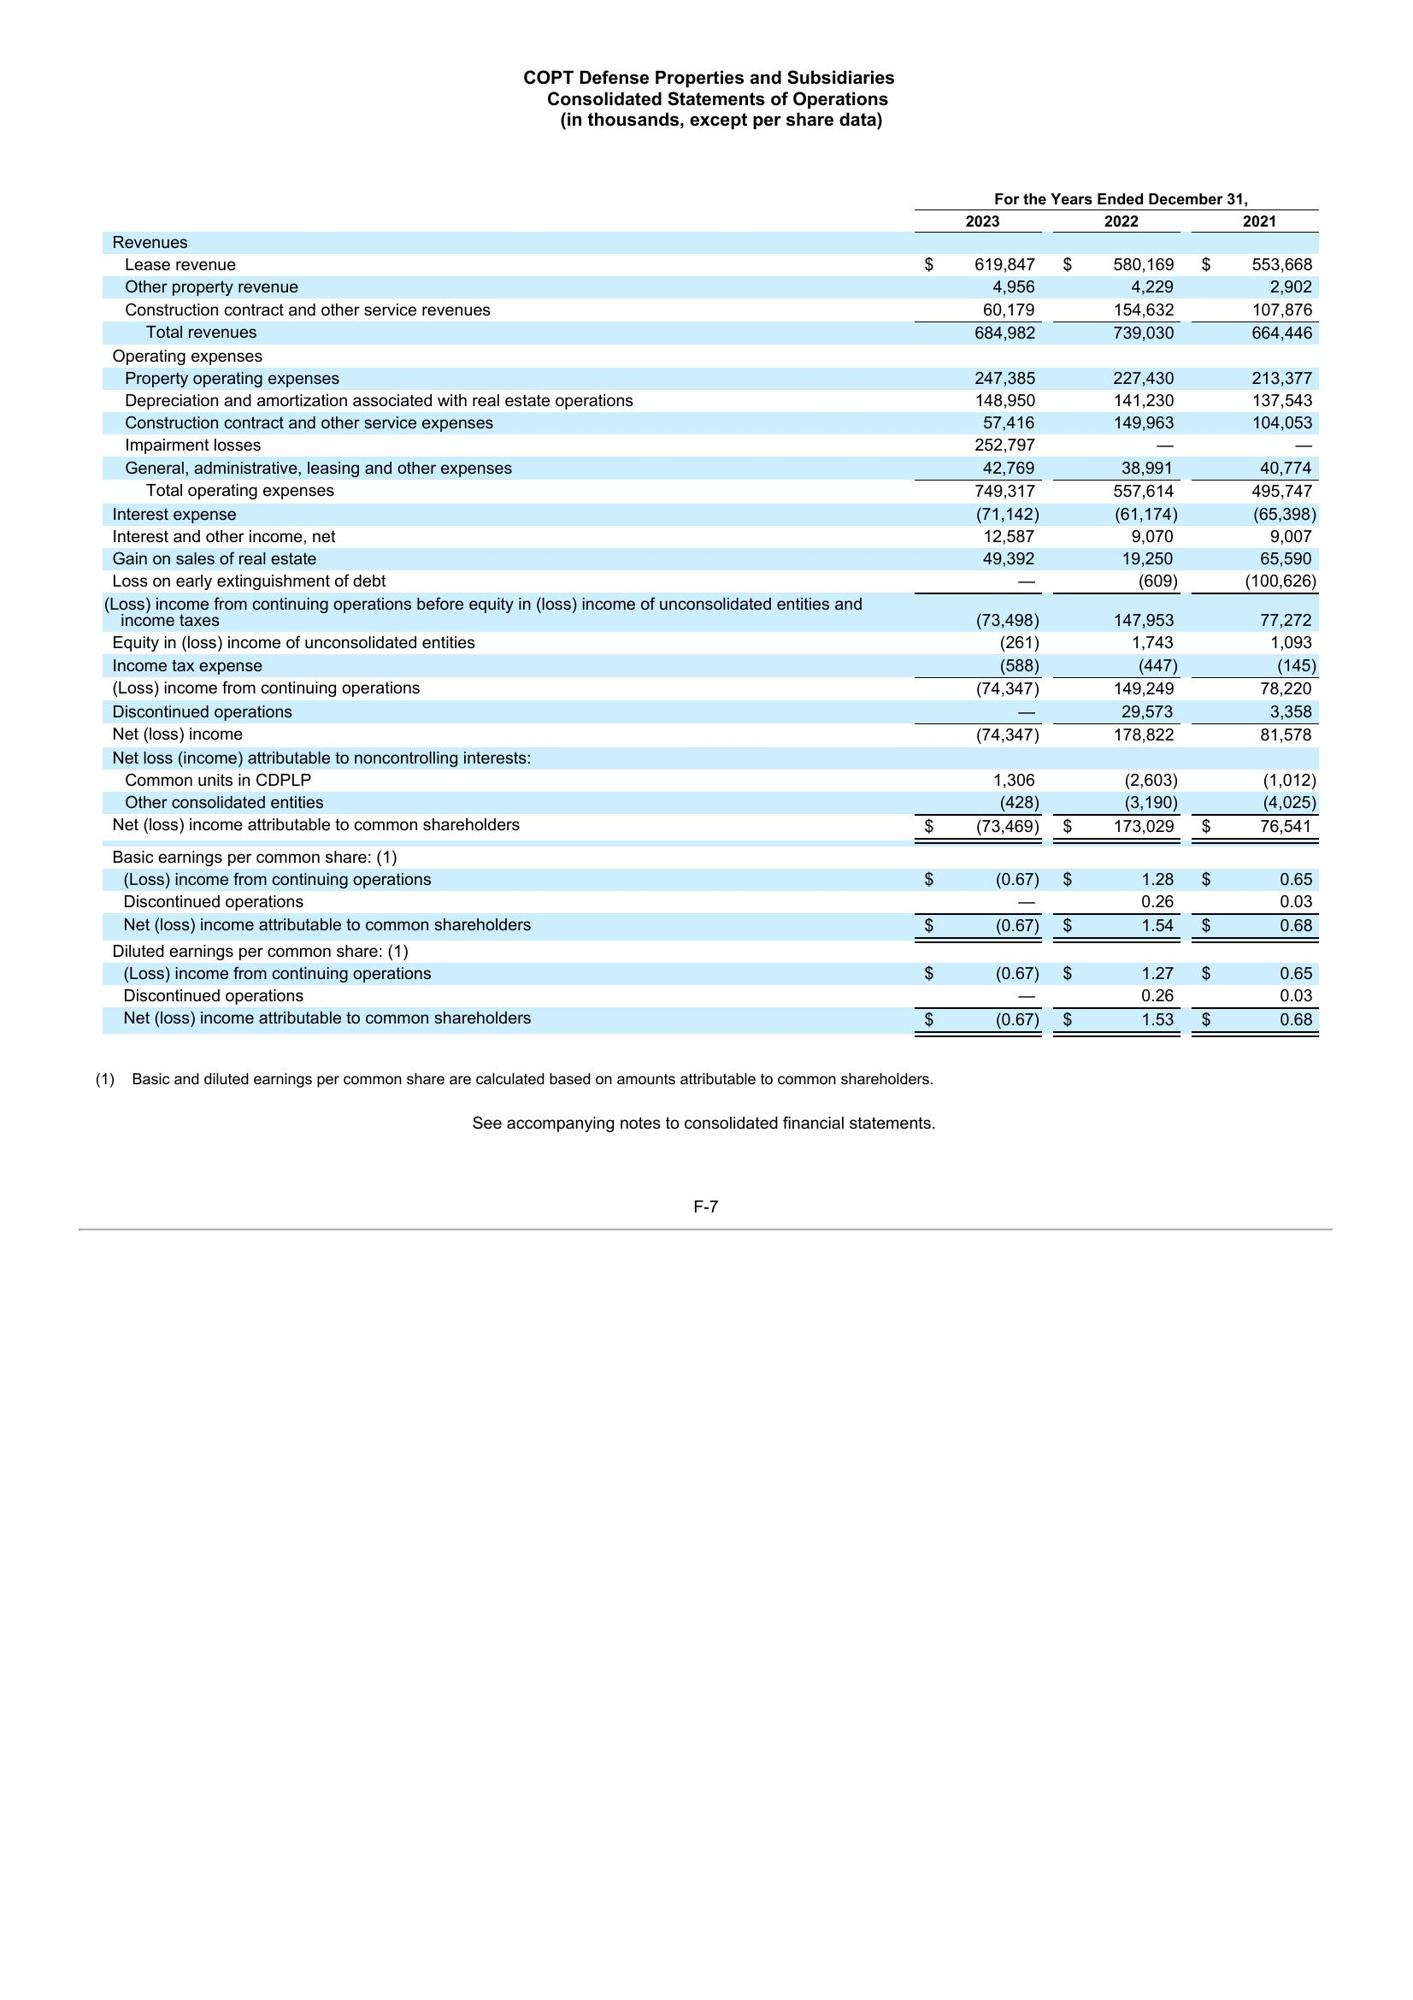 COPT Defense Properties and Subsidiaries
Consolidated Statements of Operations
(in thousands, except per share data)
For the Years Ended December 31,
2023 2022 2021
Revenues
Lease revenue $ 619,847 $ 580,169 $ 553,668
Other property revenue 4,956 4,229 2,902
Construction contract and other service revenues 60,179 154,632 107,876
Total revenues 684,982 739,030 664,446
Operating expenses
Property operating expenses 247,385 227,430 213,377
Depreciation and amortization associated with real estate operations 148,950 141,230 137,543
Construction contract and other service expenses 57,416 149,963 104,053
Impairment losses 252,797 — —
General, administrative, leasing and other expenses 42,769 38,991 40,774
Total operating expenses 749,317 557,614 495,747
Interest expense (71,142) (61,174) (65,398)
Interest and other income, net 12,587 9,070 9,007
Gain on sales of real estate 49,392 19,250 65,590
Loss on early extinguishment of debt — (609) (100,626)
(Loss) income from continuing operations before equity in (loss) income of unconsolidated entities and
income taxes (73,498) 147,953 77,272
Equity in (loss) income of unconsolidated entities (261) 1,743 1,093
Income tax expense (588) (447) (145)
(Loss) income from continuing operations (74,347) 149,249 78,220
Discontinued operations — 29,573 3,358
Net (loss) income (74,347) 178,822 81,578
Net loss (income) attributable to noncontrolling interests:
Common units in CDPLP 1,306 (2,603) (1,012)
Other consolidated entities (428) (3,190) (4,025)
Net (loss) income attributable to common shareholders $ (73,469) $ 173,029 $ 76,541
Basic earnings per common share: (1)
(Loss) income from continuing operations $ (0.67) $ 1.28 $ 0.65
Discontinued operations — 0.26 0.03
Net (loss) income attributable to common shareholders $ (0.67) $ 1.54 $ 0.68
Diluted earnings per common share: (1)
(Loss) income from continuing operations $ (0.67) $ 1.27 $ 0.65
Discontinued operations — 0.26 0.03
Net (loss) income attributable to common shareholders $ (0.67) $ 1.53 $ 0.68
(1) Basic and diluted earnings per common share are calculated based on amounts attributable to common shareholders.
See accompanying notes to consolidated financial statements.
F-7